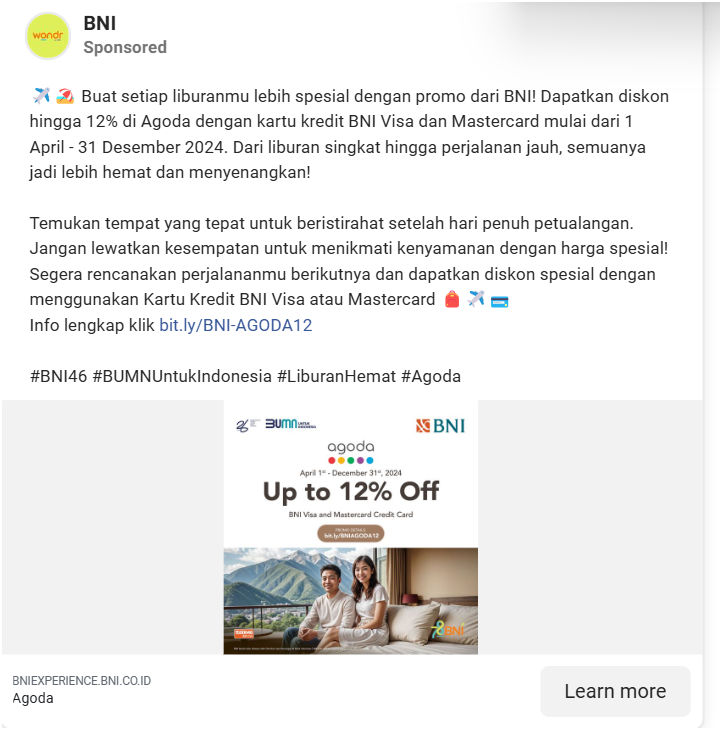 wondr
BNI
Sponsored
Buat setiap liburanmu lebih spesial dengan promo dari BNI! Dapatkan diskon
hingga 12% di Agoda dengan kartu kredit BNI Visa dan Mastercard mulai dari 1
April - 31 Desember 2024. Dari liburan singkat hingga perjalanan jauh, semuanya
jadi lebih hemat dan menyenangkan!
Temukan tempat yang tepat untuk beristirahat setelah hari penuh petualangan.
Jangan lewatkan kesempatan untuk menikmati kenyamanan dengan harga spesial!
Segera rencanakan perjalananmu berikutnya dan dapatkan diskon spesial dengan
menggunakan Kartu Kredit BNI Visa atau Mastercard
Info lengkap klik bit.ly/BNI-AGODA12
#BNI46 #BUMNUntukIndonesia #LiburanHemat #Agoda
BUMN UNTUK INDONESIA
BNI
agoda
April 1st - December 31st, 2024
Up to 12% Off
BNI Visa and Mastercard Credit Card
PROMO DETAILS
bit.ly/BNIAGODA12
BNI
BNIEXPERIENCE.BNI.CO.ID
Agoda
Learn more